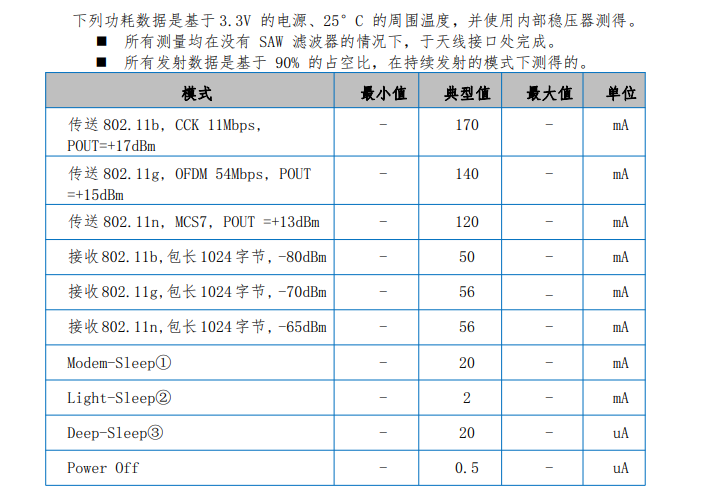 下列功耗数据是基于3.3V 的电源、25°C 的周围温度，并使用内部稳压器测得。
■ 所有测量均在没有 SAW 滤波器的情况下，于天线接口处完成。
■ 所有发射数据是基于 90% 的占空比，在持续发射的模式下测得的。
模式 最小值 典型值 最大值 单位
传送 802.11b, CCK 11Mbps,
POUT=+17dBm
- 170 - mA
传送 802.11g, OFDM 54Mbps, POUT
=+15dBm
- 140 - mA
传送 802.11n, MCS7, POUT =+13dBm - 120 - mA
接收 802.11b,包长 1024 字节,-80dBm - 50 - mA
接收 802.11g,包长 1024 字节,-70dBm - 56 - mA
接收 802.11n,包长 1024 字节,-65dBm - 56 - mA
Modem-Sleep① - 20 - mA
Light-Sleep② - 2 - mA
Deep-Sleep③ - 20 - uA
Power Off - 0.5 - uA